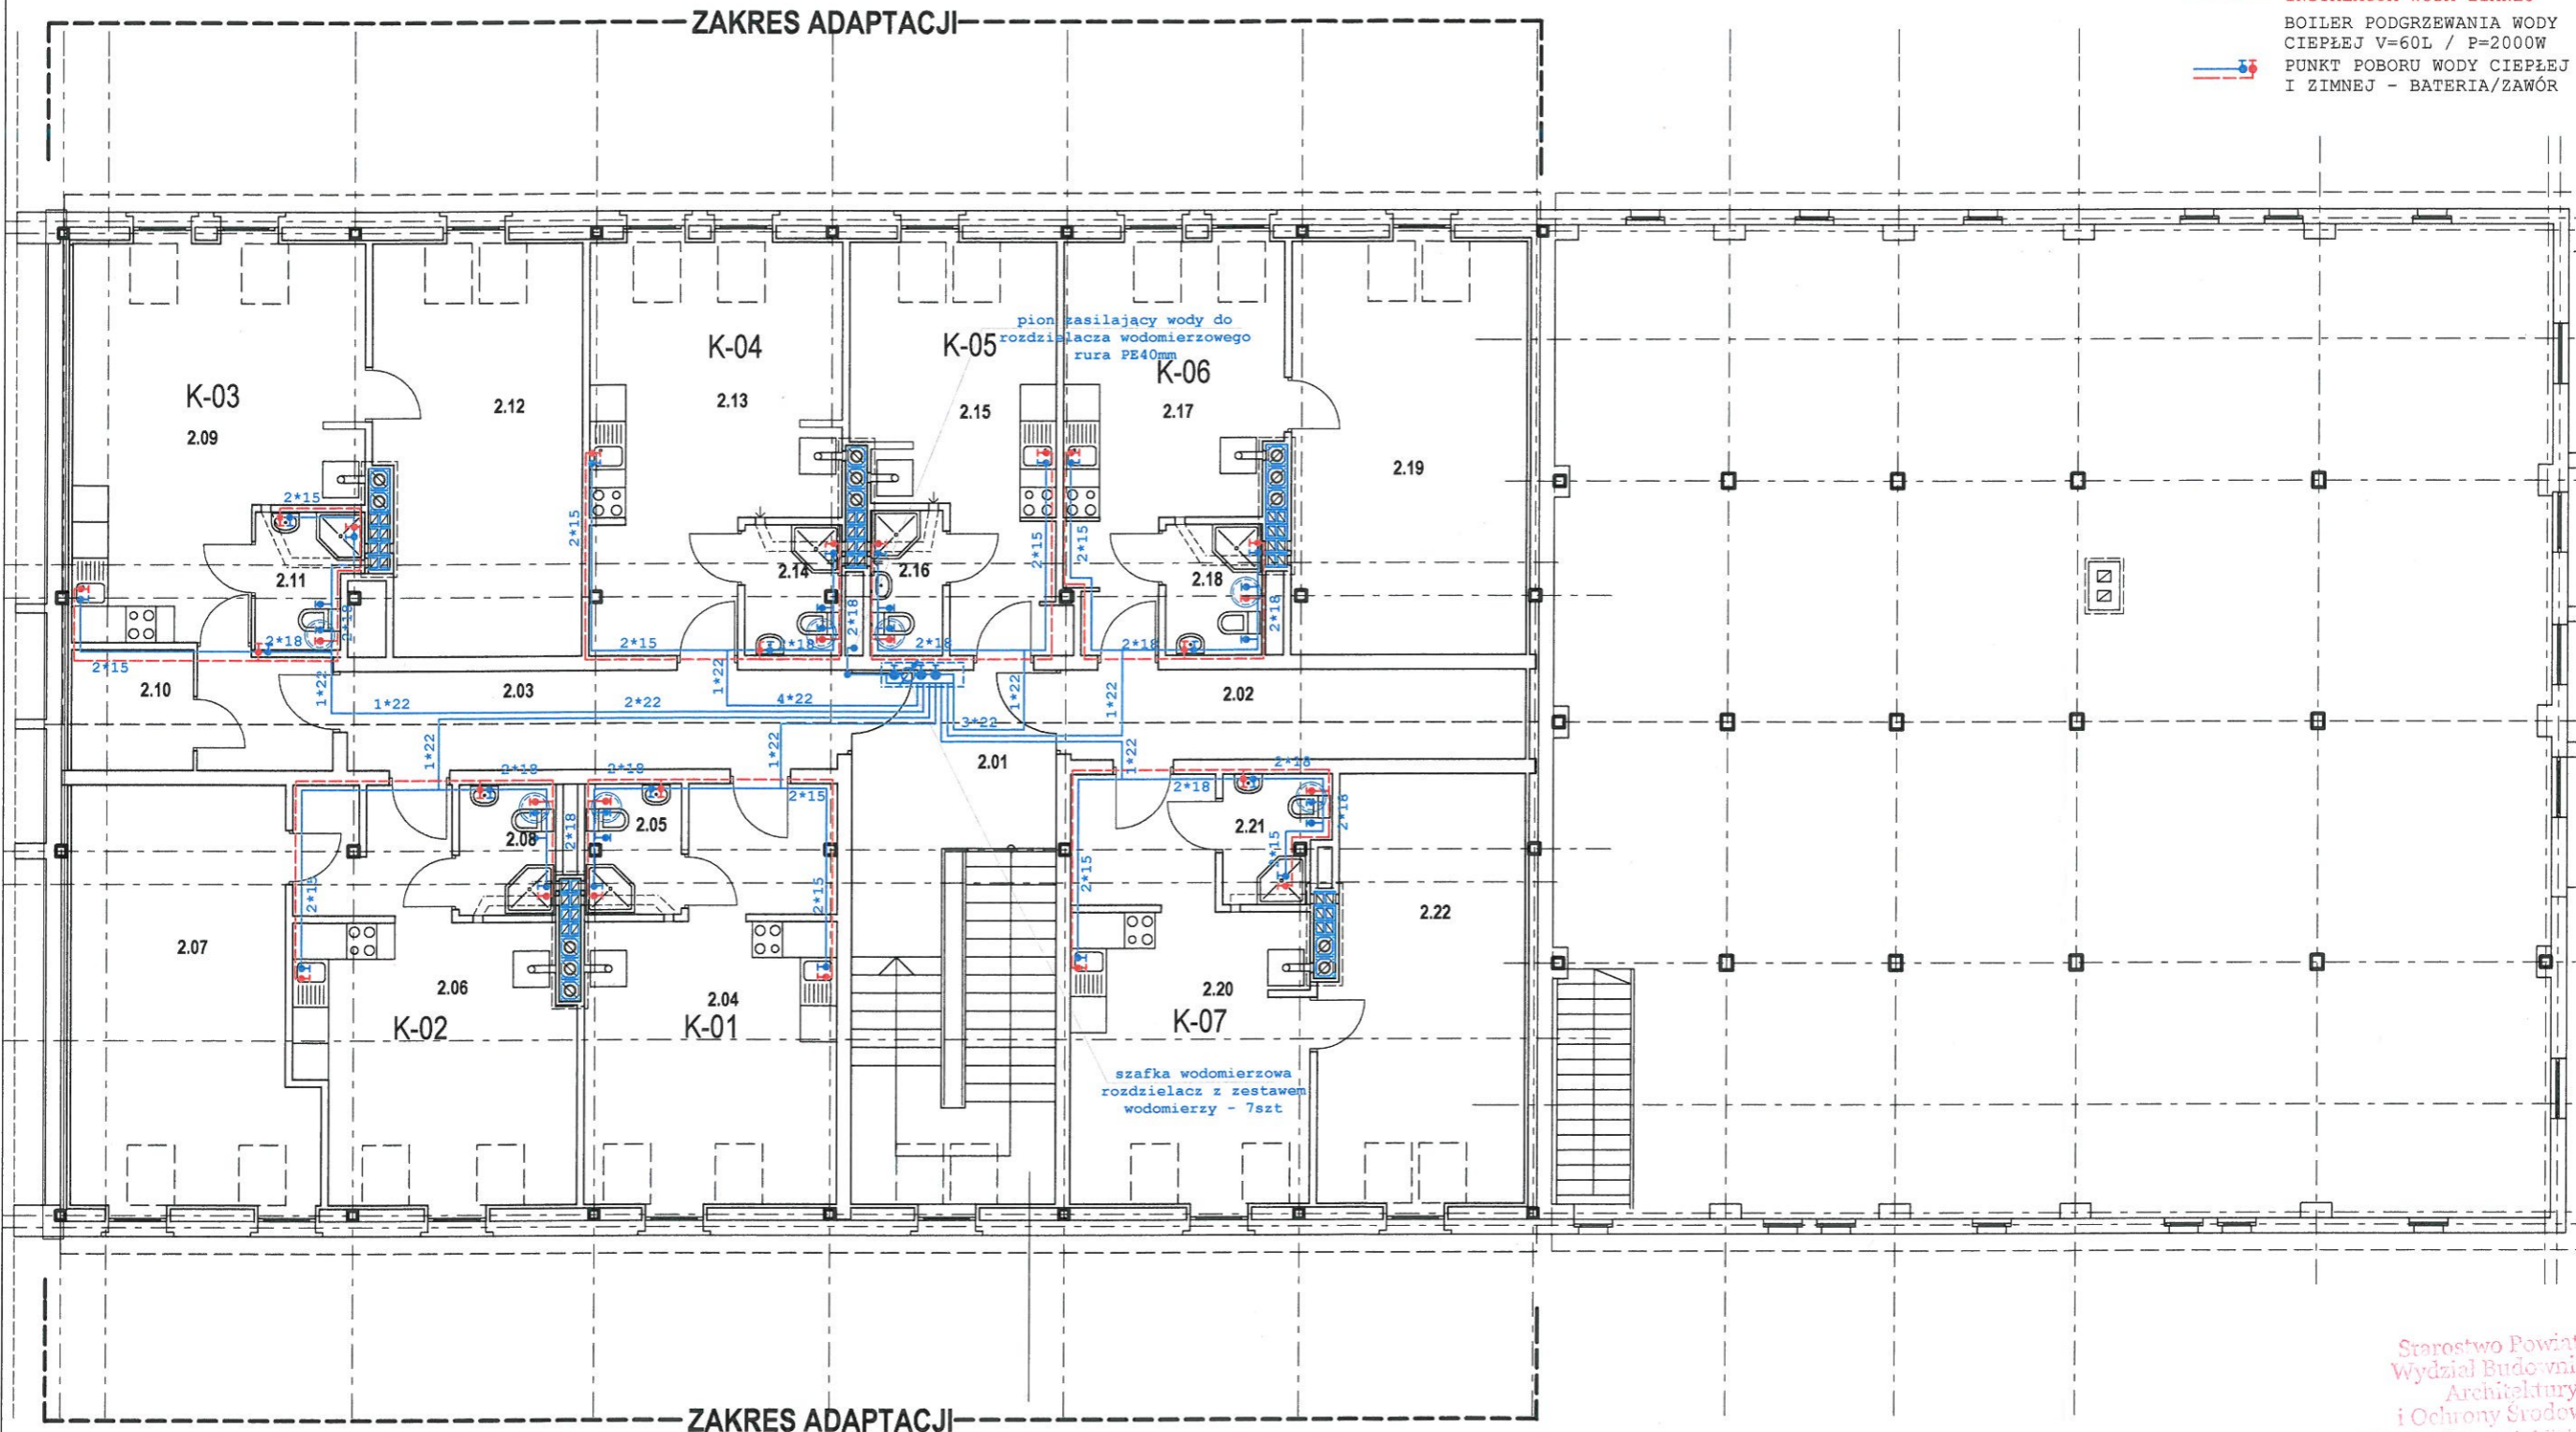 ZAKRES ADAPTACJI
BOILER PODGRZEWANIA WODY
CIEPŁEJ V=60L / P=2000W
PUNKT POBORU WODY CIEPŁEJ
I ZIMNEJ - BATERIA/ZAWÓR
pion zasilający wody do
rozdzielacza wodomierzowego
rura PE40mm
K-03
2.09
2.12
K-04
2.13
K-05
2.15
K-06
2.17
2.19
2*15
2*15
2*15
2*15
2.11
2.14
2.16
2.18
2*18
2*18
2*18
2*18
2*15
2*18
2*18
2*18
2*15
2.10
2.03
2.02
1*22
1*22
2*22
1*22
4*22
1*22
1*22
3*22
1*22
1*22
1*22
2.01
2*18
2*18
2*15
2*18
2*18
2.08
2*18
2.05
2.21
2*18
2*15
2*15
2*15
2*15
2.07
2.06
K-02
2.04
K-01
2.20
K-07
2.22
szafka wodomierzowa
rozdzielacz z zestawem
wodomierzy - 7szt
ZAKRES ADAPTACJI
Starostwo
Wydział
Architektury
i Ochrony